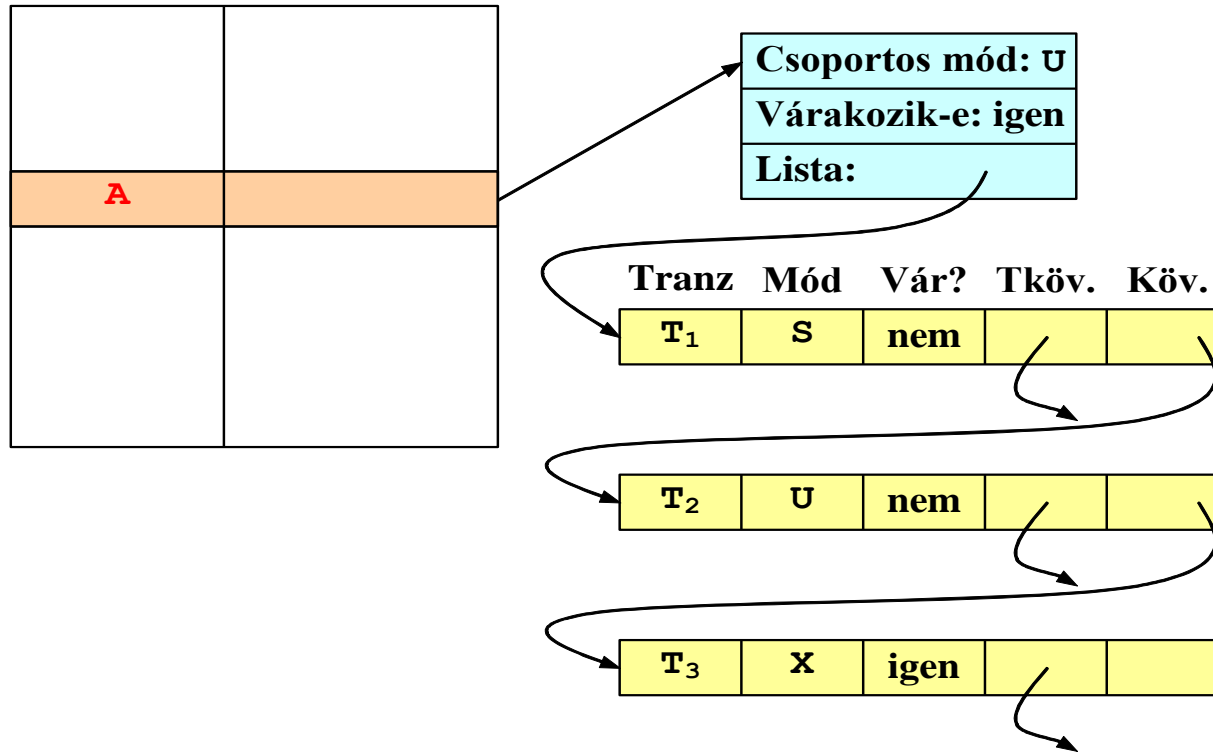 Csoportos mód: U
Várakozik-e: igen
A
Lista:
Tranz Mód Vár? Tköv. Köv.
T₁ S nem
T₂ U nem
T₃ X igen